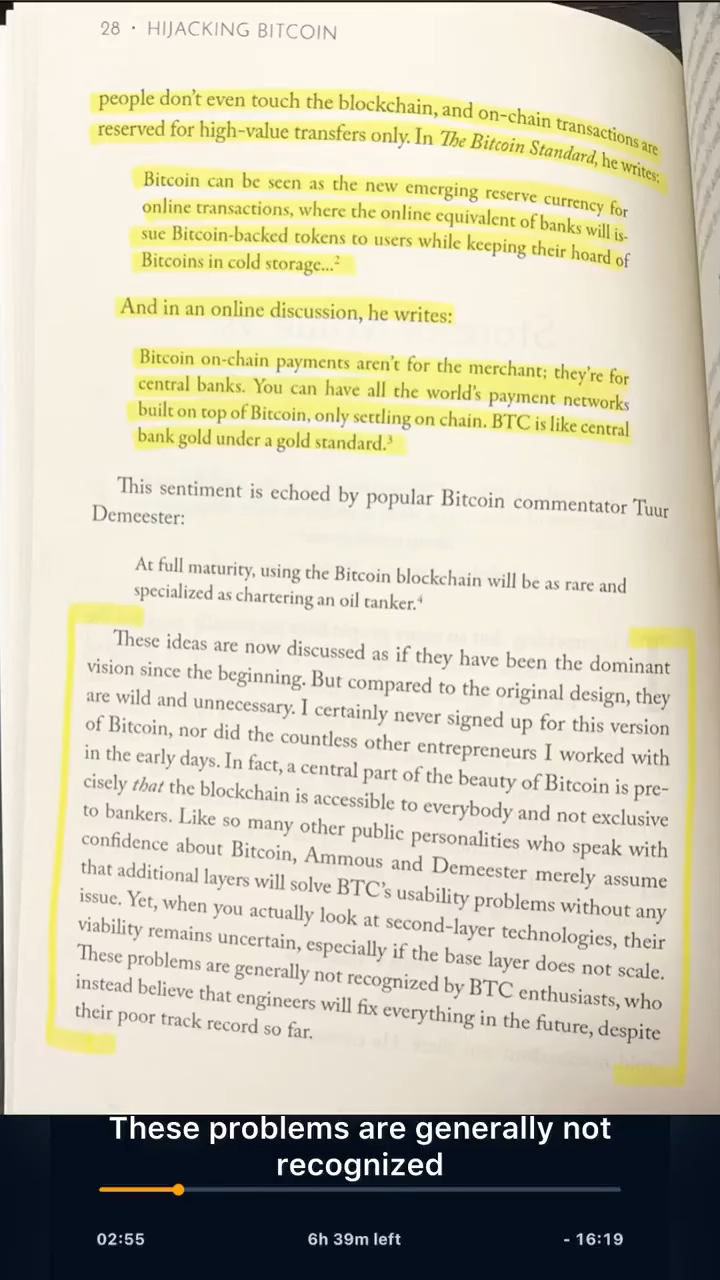 28 • HIJACKING BITCOIN
people don't even touch the blockchain, and on-chain transactions are
reserved for high-value transfers only. In The Bitcoin Standard, he writes:
Bitcoin can be seen as the new emerging reserve currency for
online transactions, where the online equivalent of banks will is-
sue Bitcoin-backed tokens to users while keeping their hoard of
Bitcoins in cold storage...²
And in an online discussion, he writes:
Bitcoin on-chain payments aren't for the merchant; they're for
central banks. You can have all the world's payment networks
built on top of Bitcoin, only settling on chain. BTC is like central
bank gold under a gold standard.³
This sentiment is echoed by popular Bitcoin commentator Tuur
Demeester:
At full maturity, using the Bitcoin blockchain will be as rare and
specialized as chartering an oil tanker.⁴
These ideas are now discussed as if they have been the dominant
vision since the beginning. But compared to the original design, they
are wild and unnecessary. I certainly never signed up for this version
of Bitcoin, nor did the countless other entrepreneurs I worked with
in the early days. In fact, a central part of the beauty of Bitcoin is pre-
cisely that the blockchain is accessible to everybody and not exclusive
to bankers. Like so many other public personalities who speak with
confidence about Bitcoin, Ammous and Demeester merely assume
that additional layers will solve BTC's usability problems without any
issue. Yet, when you actually look at second-layer technologies, their
viability remains uncertain, especially if the base layer does not scale.
These problems are generally not recognized by BTC enthusiasts, who
instead believe that engineers will fix everything in the future, despite
their poor track record so far.
These problems are generally not
recognized
02:55
6h 39m left
- 16:19